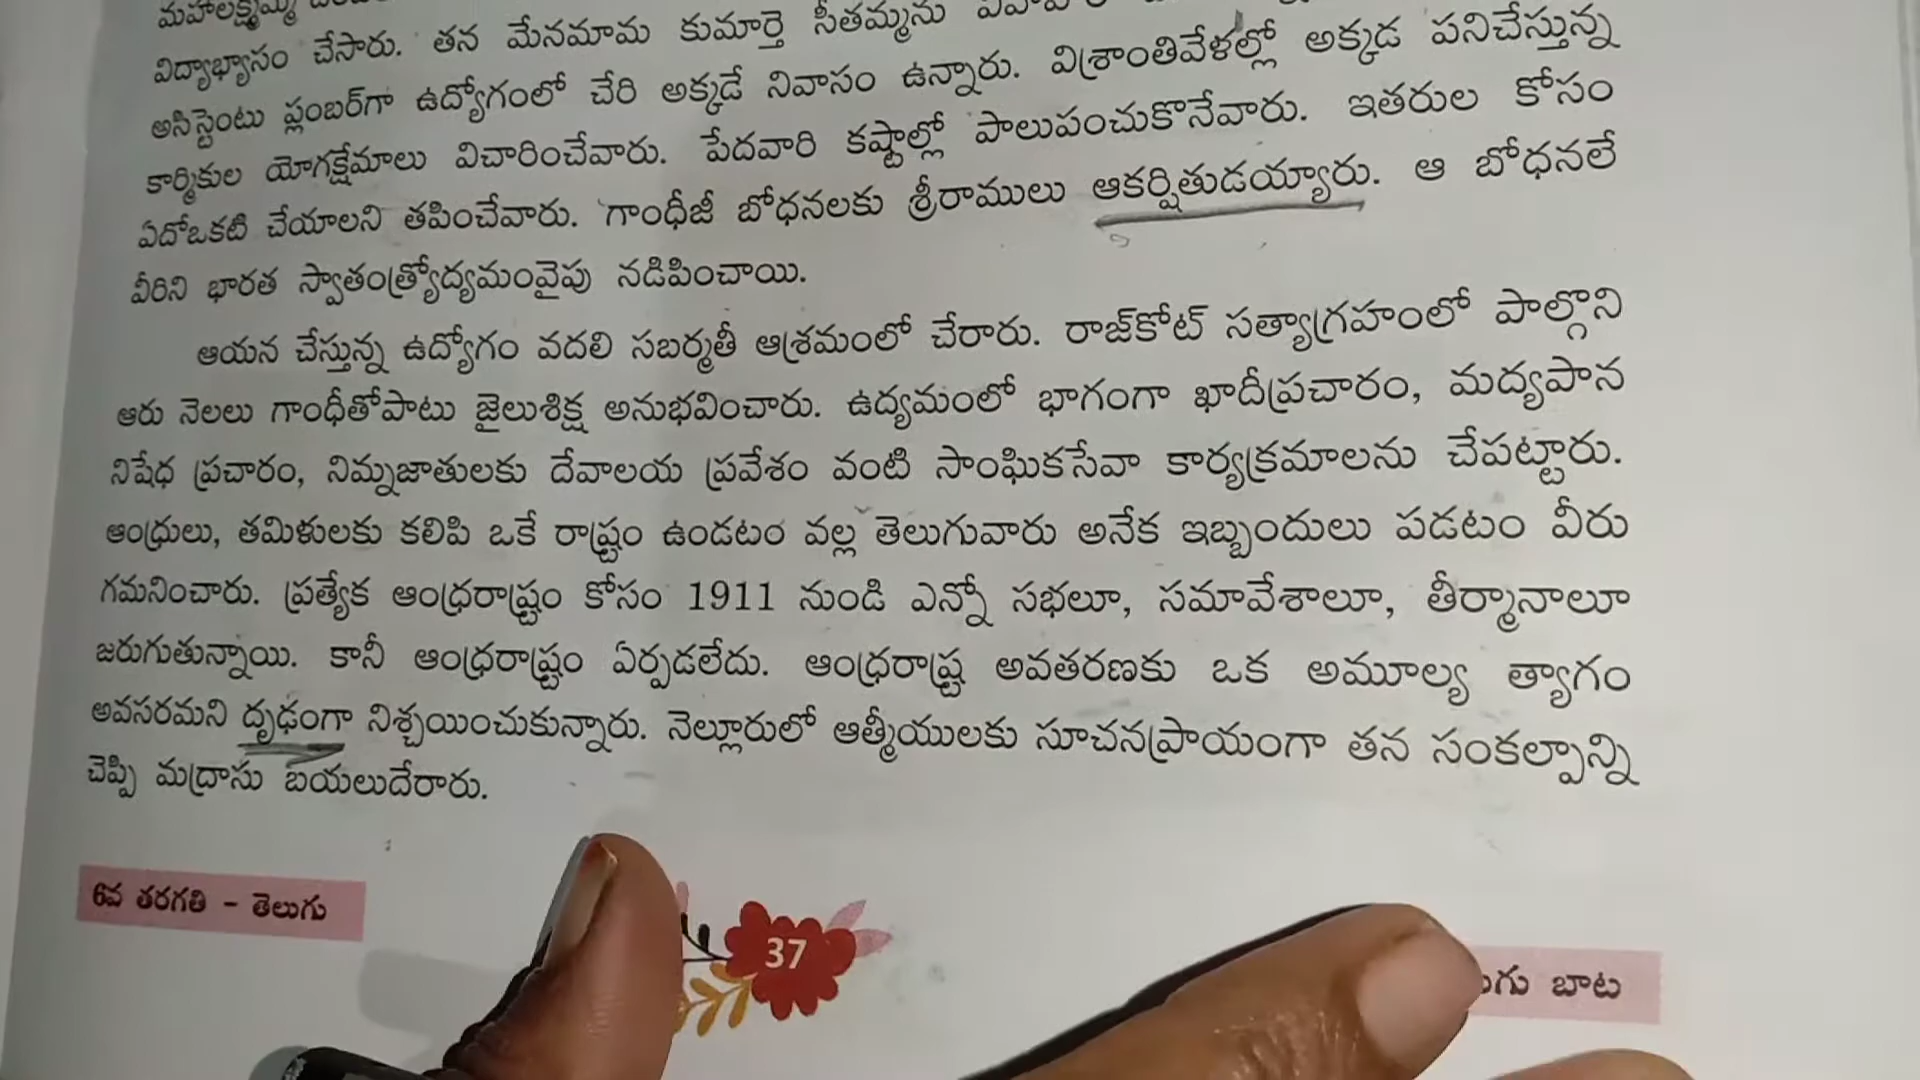 మహాలక్ష్మమ్మ
విద్యాభ్యాసం చేసారు. తన మేనమామ కుమార్తె సీతమ్మను
అసిస్టెంటు ప్లంబర్‌గా ఉద్యోగంలో చేరి అక్కడే నివాసం ఉన్నారు. విశ్రాంతివేళల్లో అక్కడ పనిచేస్తున్న
కార్మికుల యోగక్షేమాలు విచారించేవారు. పేదవారి కష్టాల్లో పాలుపంచుకొనేవారు. ఇతరుల కోసం
ఏదోఒకటి చేయాలని తపించేవారు. గాంధీజీ బోధనలకు శ్రీరాములు ఆకర్షితుడయ్యారు. ఆ బోధనలే
వీరిని భారత స్వాతంత్ర్యోద్యమంవైపు నడిపించాయి.
ఆయన చేస్తున్న ఉద్యోగం వదలి సబర్మతీ ఆశ్రమంలో చేరారు. రాజ్‌కోట్ సత్యాగ్రహంలో పాల్గొని
ఆరు నెలలు గాంధీతోపాటు జైలుశిక్ష అనుభవించారు. ఉద్యమంలో భాగంగా ఖాదీప్రచారం, మద్యపాన
నిషేధ ప్రచారం, నిమ్నజాతులకు దేవాలయ ప్రవేశం వంటి సాంఘికసేవా కార్యక్రమాలను చేపట్టారు.
ఆంధ్రులు, తమిళులకు కలిపి ఒకే రాష్ట్రం ఉండటం వల్ల తెలుగువారు అనేక ఇబ్బందులు పడటం వీరు
గమనించారు. ప్రత్యేక ఆంధ్రరాష్ట్రం కోసం 1911 నుండి ఎన్నో సభలూ, సమావేశాలూ, తీర్మానాలూ
జరుగుతున్నాయి. కానీ ఆంధ్రరాష్ట్రం ఏర్పడలేదు. ఆంధ్రరాష్ట్ర అవతరణకు ఒక అమూల్య త్యాగం
అవసరమని దృఢంగా నిశ్చయించుకున్నారు. నెల్లూరులో ఆత్మీయులకు సూచనప్రాయంగా తన సంకల్పాన్ని
చెప్పి మద్రాసు బయలుదేరారు.
6వ తరగతి - తెలుగు
37
బాట